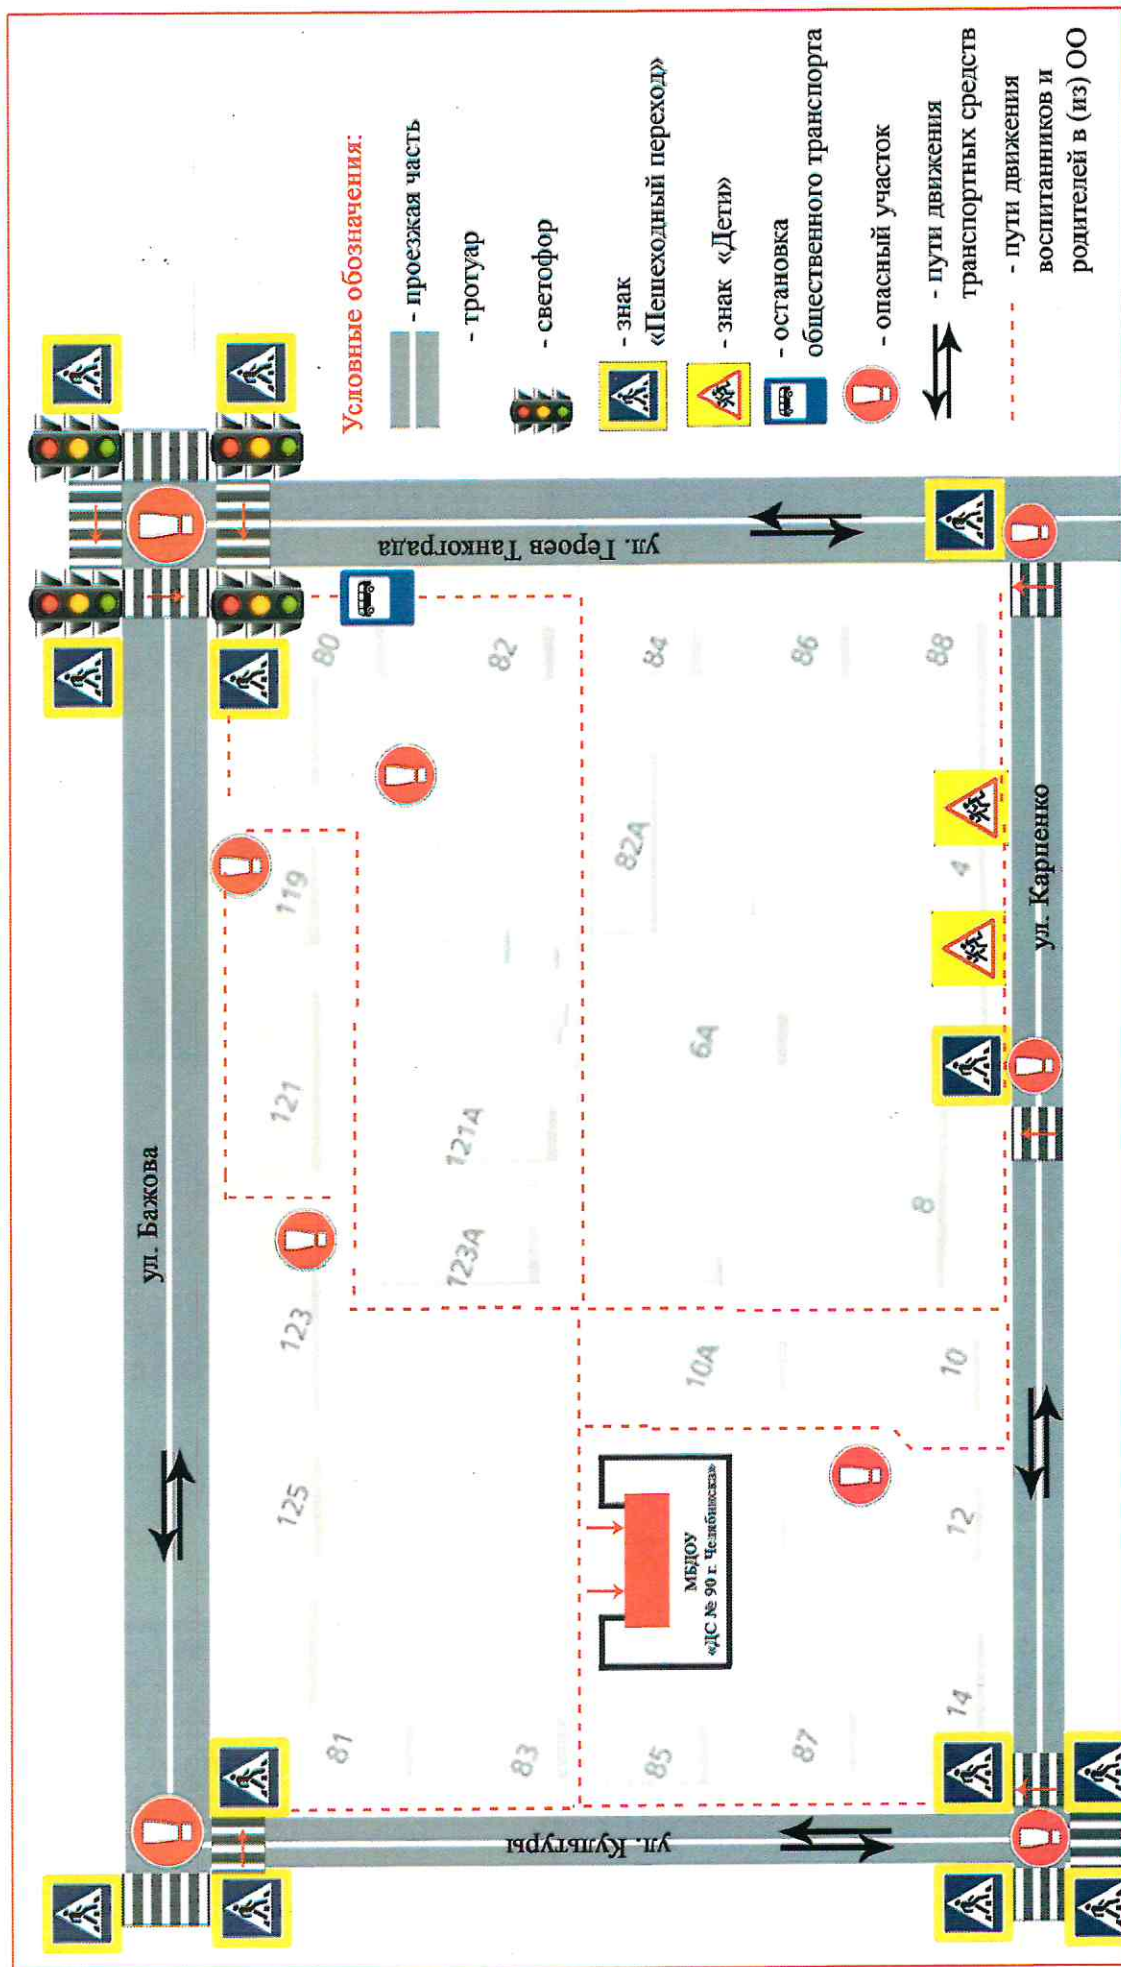 ул. Бажова
ул. Героев Танкограда
ул. Культуры
ул. Карпенко
81
125
123
121
119
80
83
123А
121А
82
85
10А
6А
82А
84
87
86
14
12
10
8
4
88
МБДОУ
«ДС № 90 г. Челябинска»
Условные обозначения:
- проезжая часть
- тротуар
- светофор
- знак
«Пешеходный переход»
- знак «Дети»
- остановка
общественного транспорта
- опасный участок
- пути движения
транспортных средств
- пути движения
воспитанников и
родителей в (из) ОО